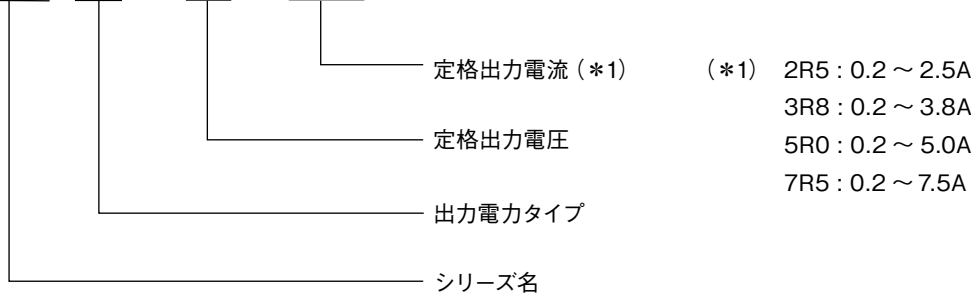 定格出力電流（＊1） （＊1） 2R5 : 0.2 ～ 2.5A
3R8 : 0.2 ～ 3.8A
定格出力電圧
5R0 : 0.2 ～ 5.0A
7R5 : 0.2 ～ 7.5A
出力電力タイプ
シリーズ名